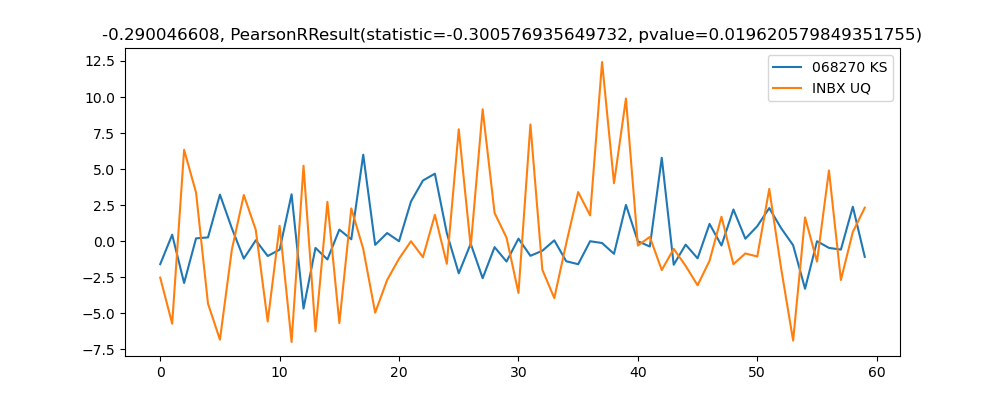 -0.290046608, PearsonRResult(statistic=-0.300576935649732, pvalue=0.019620579849351755)
068270 KS
INBX UQ
12.5
10.0
7.5
5.0
2.5
0.0
−2.5
−5.0
−7.5
0 10 20 30 40 50 60